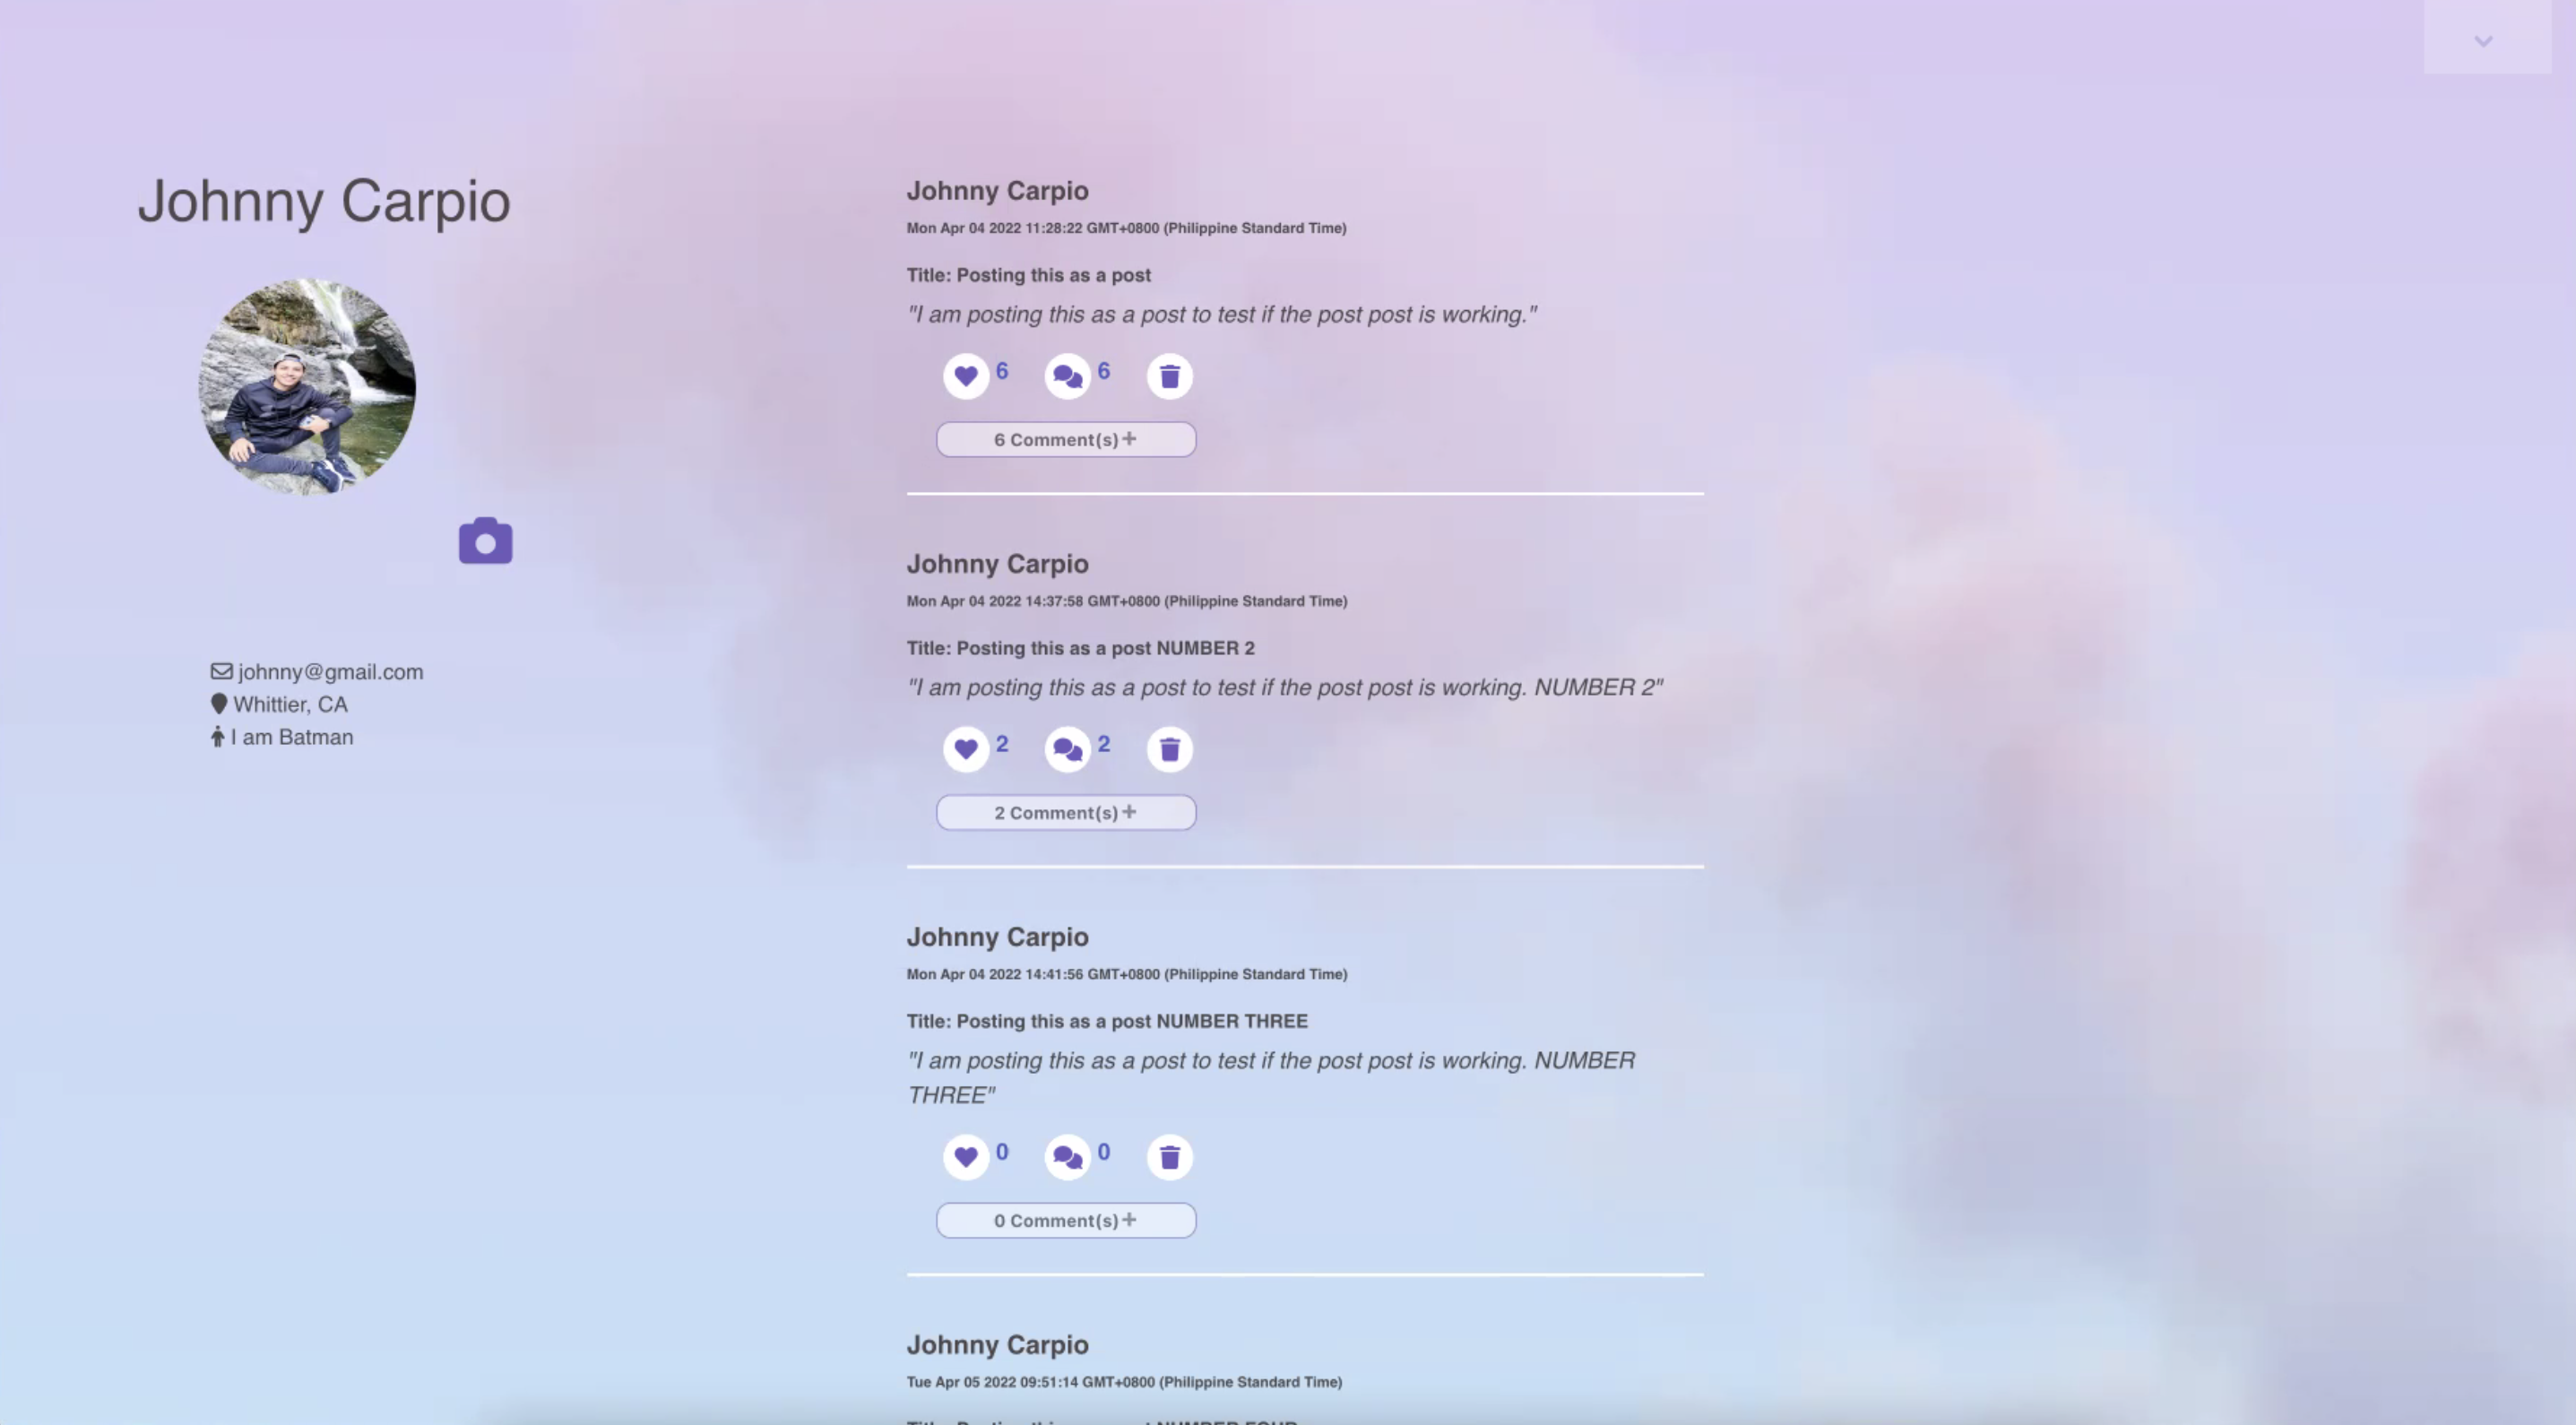 Johnny Carpio
johnny@gmail.com
Whittier, CA
I am Batman
Johnny Carpio
Mon Apr 04 2022 11:28:22 GMT+0800 (Philippine Standard Time)
Title: Posting this as a post
"I am posting this as a post to test if the post post is working."
6 6
6 Comment(s)+
Johnny Carpio
Mon Apr 04 2022 14:37:58 GMT+0800 (Philippine Standard Time)
Title: Posting this as a post NUMBER 2
"I am posting this as a post to test if the post post is working. NUMBER 2"
2 2
2 Comment(s)+
Johnny Carpio
Mon Apr 04 2022 14:41:56 GMT+0800 (Philippine Standard Time)
Title: Posting this as a post NUMBER THREE
"I am posting this as a post to test if the post post is working. NUMBER
THREE"
0 0
0 Comment(s)+
Johnny Carpio
Tue Apr 05 2022 09:51:14 GMT+0800 (Philippine Standard Time)